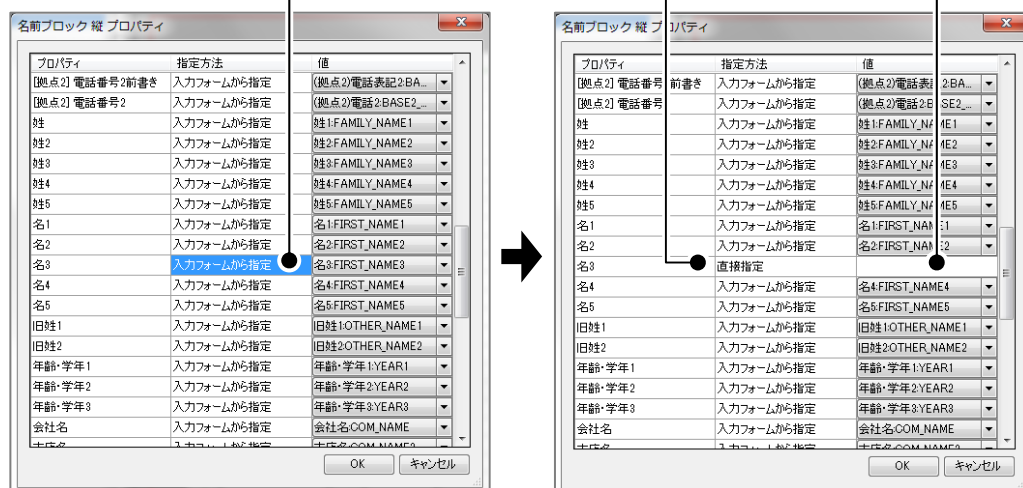 名前ブロック 縦 プロパティ
プロパティ 指定方法 値
[拠点2] 電話番号2前書き 入力フォームから指定 (拠点2)電話表記2:BA...
[拠点2] 電話番号2 入力フォームから指定 (拠点2)電話2:BASE2_...
姓 入力フォームから指定 姓1:FAMILY_NAME1
姓2 入力フォームから指定 姓2:FAMILY_NAME2
姓3 入力フォームから指定 姓3:FAMILY_NAME3
姓4 入力フォームから指定 姓4:FAMILY_NAME4
姓5 入力フォームから指定 姓5:FAMILY_NAME5
名1 入力フォームから指定 名1:FIRST_NAME1
名2 入力フォームから指定 名2:FIRST_NAME2
名3 入力フォームから指定 名3:FIRST_NAME3
名4 入力フォームから指定 名4:FIRST_NAME4
名5 入力フォームから指定 名5:FIRST_NAME5
旧姓1 入力フォームから指定 旧姓1:OTHER_NAME1
旧姓2 入力フォームから指定 旧姓2:OTHER_NAME2
年齢・学年1 入力フォームから指定 年齢・学年1:YEAR1
年齢・学年2 入力フォームから指定 年齢・学年2:YEAR2
年齢・学年3 入力フォームから指定 年齢・学年3:YEAR3
会社名 入力フォームから指定 会社名:COM_NAME
OK キャンセル
名前ブロック 縦 プロパティ
プロパティ 指定方法 値
[拠点2] 電話番号 前書き 入力フォームから指定 (拠点2)電話表 2:BA...
[拠点2] 電話番号 入力フォームから指定 (拠点2)電話2:B SE2_...
姓 入力フォームから指定 姓1:FAMILY_NA ME1
姓2 入力フォームから指定 姓2:FAMILY_NA ME2
姓3 入力フォームから指定 姓3:FAMILY_NA ME3
姓4 入力フォームから指定 姓4:FAMILY_NA ME4
姓5 入力フォームから指定 姓5:FAMILY_NA ME5
名1 入力フォームから指定 名1:FIRST_NAM E1
名2 入力フォームから指定 名2:FIRST_NAM E2
名3 直接指定
名4 入力フォームから指定 名4:FIRST_NAME4
名5 入力フォームから指定 名5:FIRST_NAME5
旧姓1 入力フォームから指定 旧姓1:OTHER_NAME1
旧姓2 入力フォームから指定 旧姓2:OTHER_NAME2
年齢・学年1 入力フォームから指定 年齢・学年1:YEAR1
年齢・学年2 入力フォームから指定 年齢・学年2:YEAR2
年齢・学年3 入力フォームから指定 年齢・学年3:YEAR3
会社名 入力フォームから指定 会社名:COM_NAME
OK キャンセル